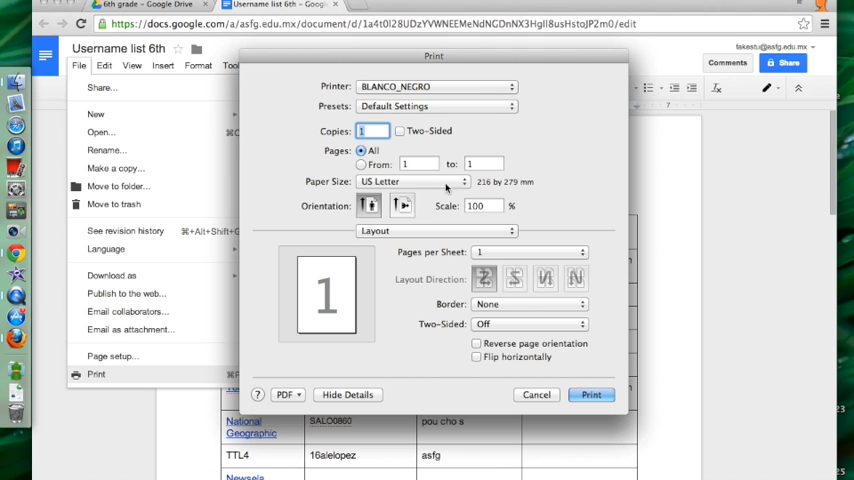 6th grade - Google Drive
Username list 6th - Google
https://docs.google.com/a/asfg.edu.mx/document/d/1a4t0l28UDzYVWNEEMeNdGNNX3Hgll8usHstoJP2m0/edit
Username list 6th
fakestu@asfg.edu.mx
File Edit View Insert Format
Comments
Share
Print
Share...
Printer: BLANCO_NEGRO
Presets: Default Settings
New
Open...
Copies: 1 Two-Sided
Rename...
Pages: All
Make a copy...
From: 1 to: 1
Move to folder...
Paper Size: US Letter 216 by 279 mm
Move to trash
Orientation: Scale: 100 %
See revision history ⌘+Alt+Shift+G
Layout
Language
Pages per Sheet: 1
Download as
Layout Direction:
Publish to the web...
1
Email collaborators...
Border: None
Email as attachment...
Two-Sided: Off
Reverse page orientation
Page setup...
Flip horizontally
Print
? PDF Hide Details Cancel Print
National Geographic SALO0860 pou cho s
TTL4 16alelopez asfg
Newsela
7